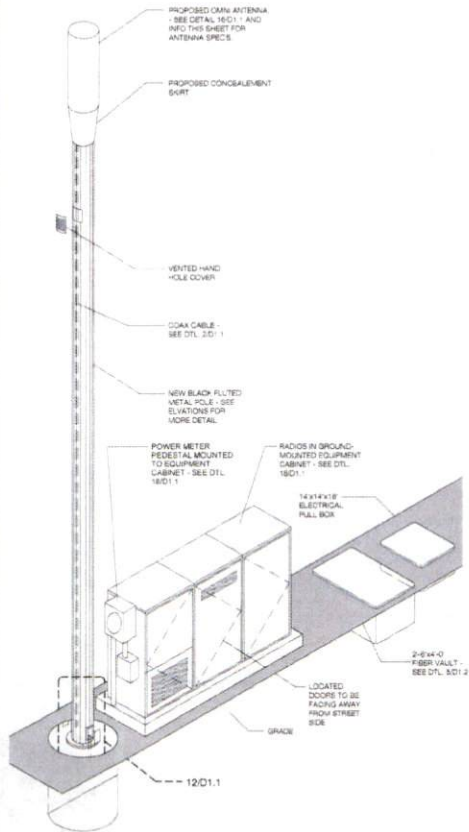 PROPOSED OMNI ANTENNA
- SEE DETAIL 16/D1.1 AND
INFO THIS SHEET FOR
ANTENNA SPECS.
PROPOSED CONCEALEMENT
SKIRT
VENTED HAND
HOLE COVER
COAX CABLE -
SEE DTL. 2/D1.1
NEW BLACK FLUTED
METAL POLE - SEE
ELVATIONS FOR
MORE DETAIL
POWER METER
PEDESTAL MOUNTED
TO EQUIPMENT
CABINET - SEE DTL.
18/D1.1
RADIOS IN GROUND-
MOUNTED EQUIPMENT
CABINET - SEE DTL.
18/D1.1
14"x14"x18"
ELECTRICAL
PULL BOX
2'-6"x4'-0"
FIBER VAULT -
SEE DTL. 5/D1.2
LOCATED
DOORS TO BE
FACING AWAY
FROM STREET
SIDE
GRADE
12/D1.1